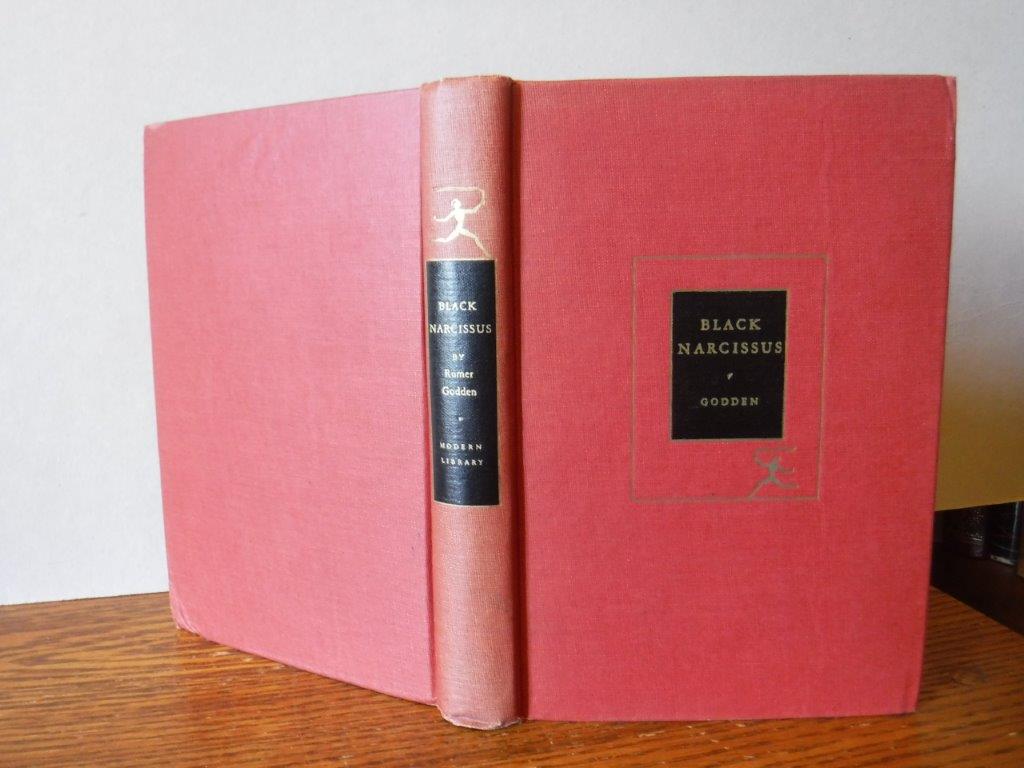 BLACK
NARCISSUS
BY
Rumer
Godden
MODERN
LIBRARY
BLACK
NARCISSUS
GODDEN